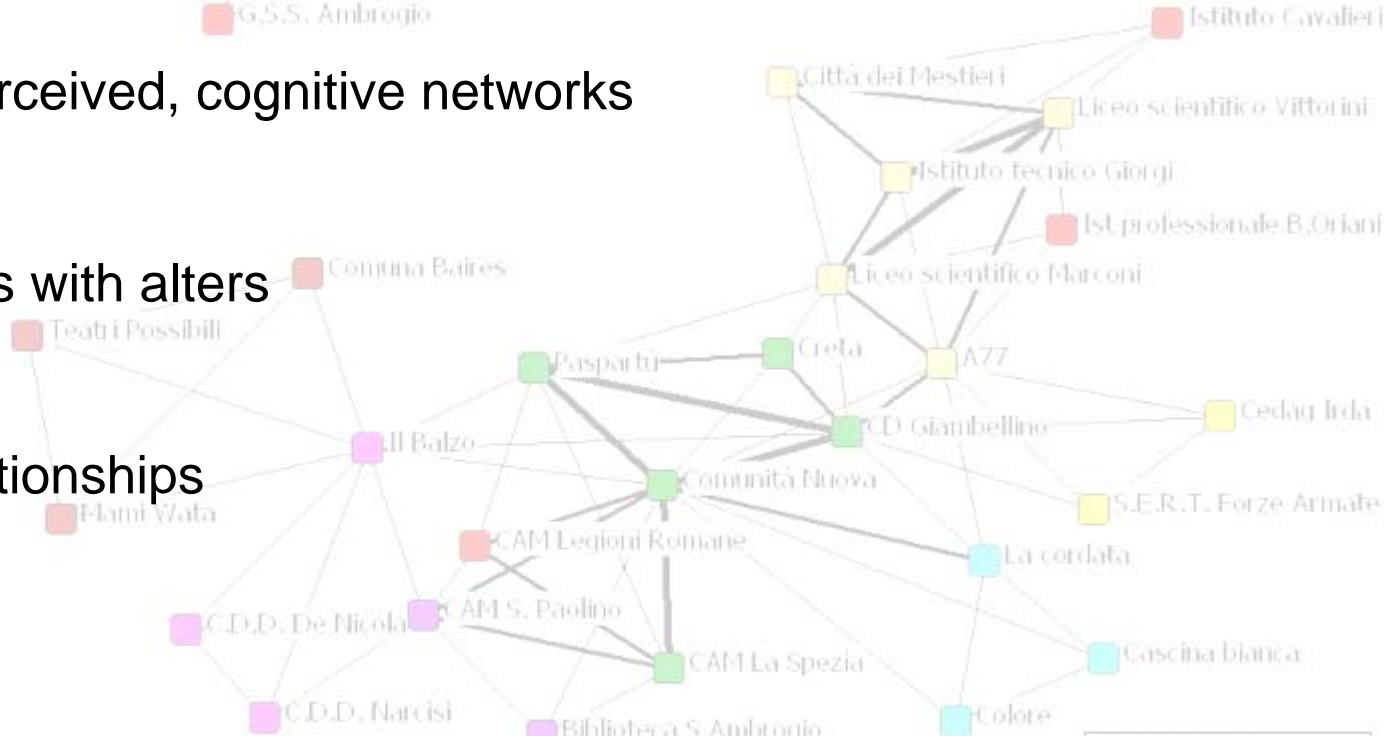 G.S.S. Ambrogio
Istituto Cavalieri
Città dei Mestieri
rceived, cognitive networks
Liceo scientifico Vittorini
Istituto tecnico Giorgi
Ist.professionale B.Oriani
Comuna Baires
Liceo scientifico Marconi
s with alters
Teatri Possibili
Creta
A77
Paspartù
Cedag Irda
CD Giambellino
Il Balzo
tionships
Comunità Nuova
Mami Wata
S.E.R.T. Forze Armate
CAM Legioni Romane
La cordata
CAM S. Paolino
C.D.D. De Nicola
Cascina bianca
CAM La Spezia
C.D.D. Narcisi
Colore
Biblioteca S.Ambrogio